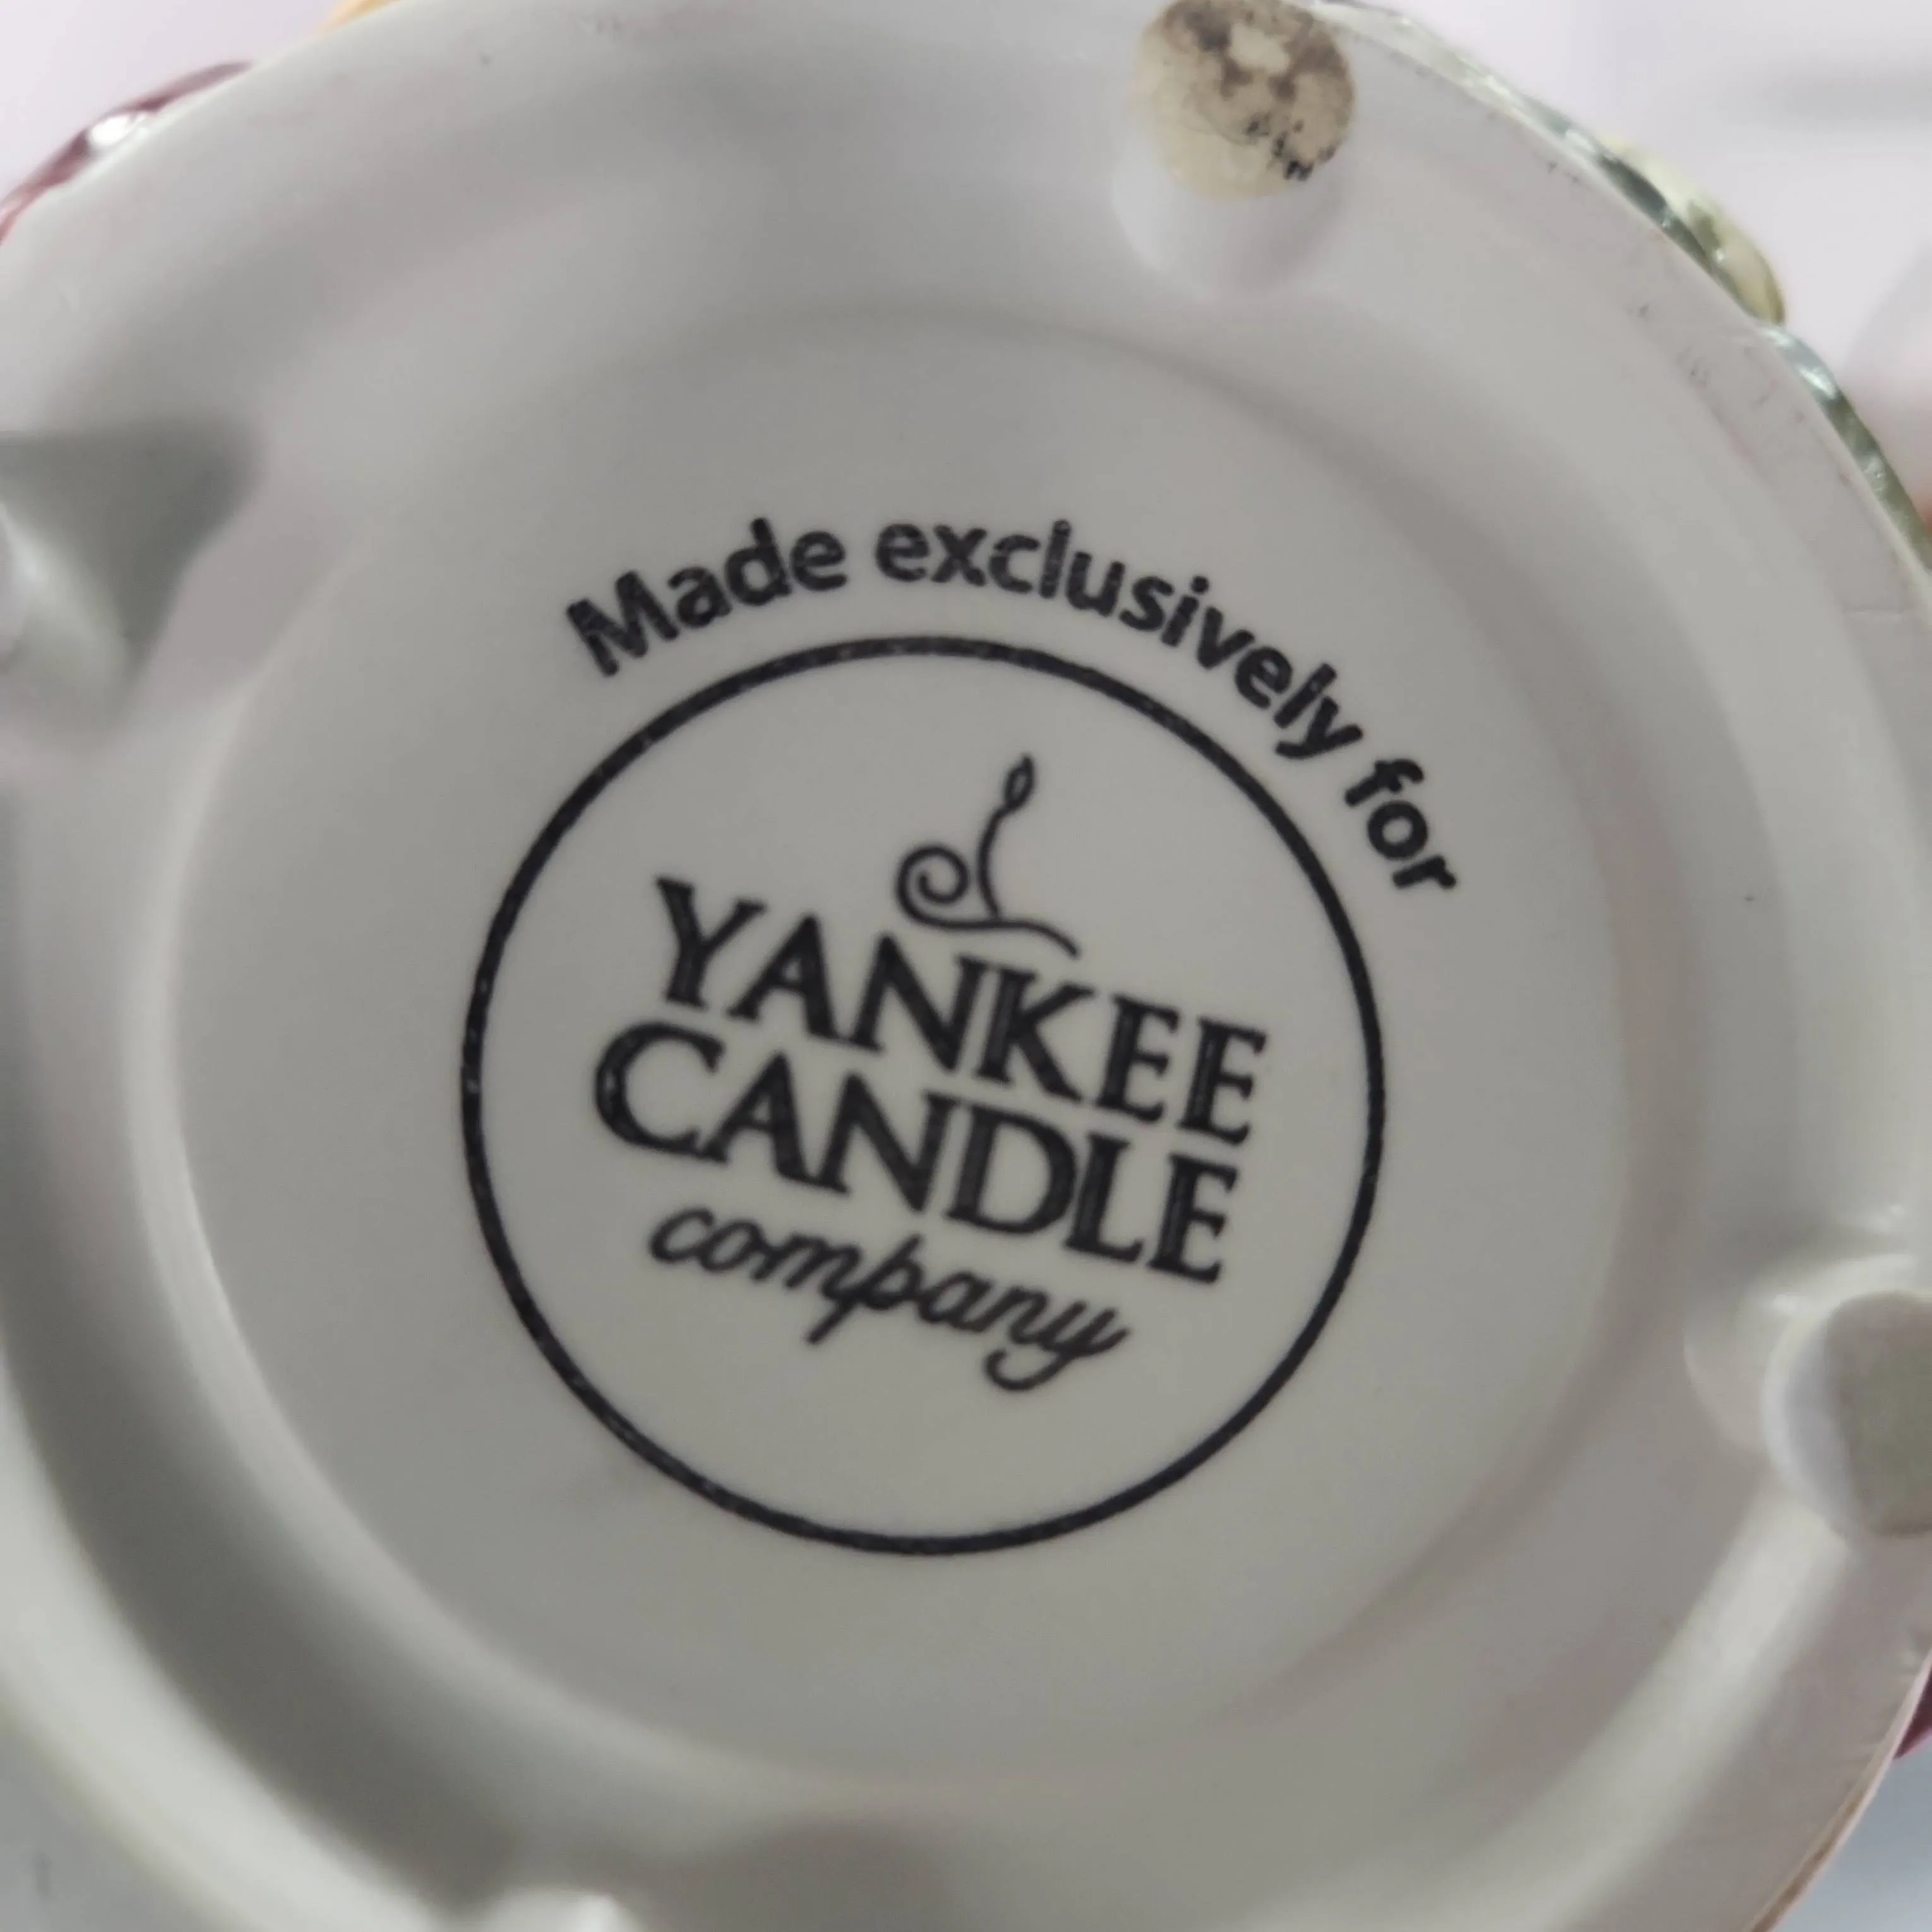 Made exclusively for
YANKEE
CANDLE
company